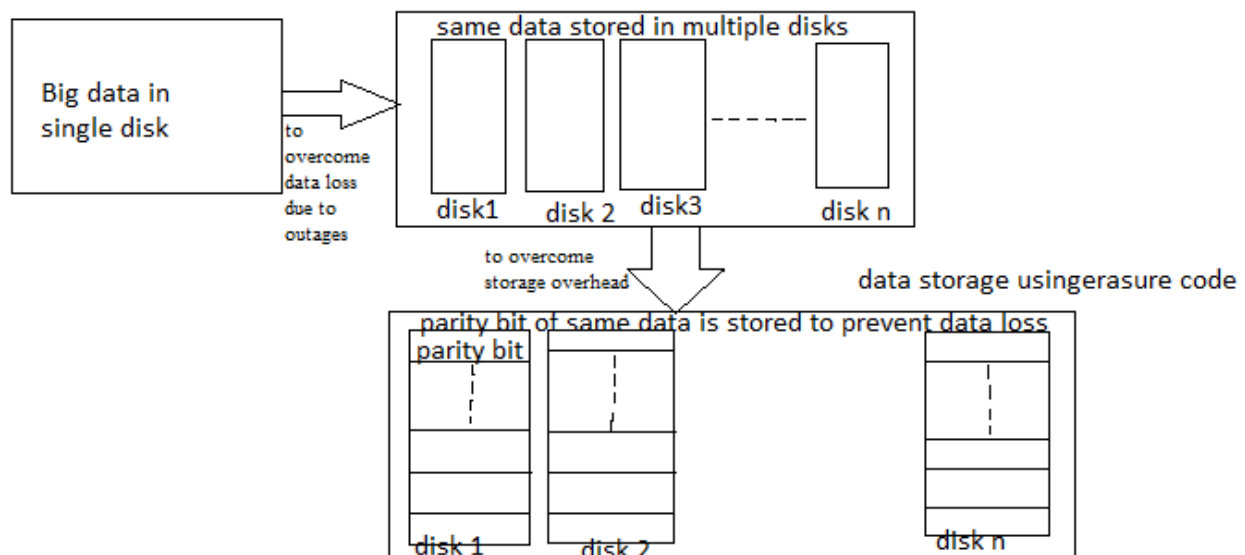 same data stored in multiple disks
Big data in
single disk
to
overcome
data loss
due to
outages
disk1
disk 2
disk3
disk n
to overcome
storage overhead
data storage usingerasure code
parity bit of same data is stored to prevent data loss
parity bit
disk 1
disk 2
disk n